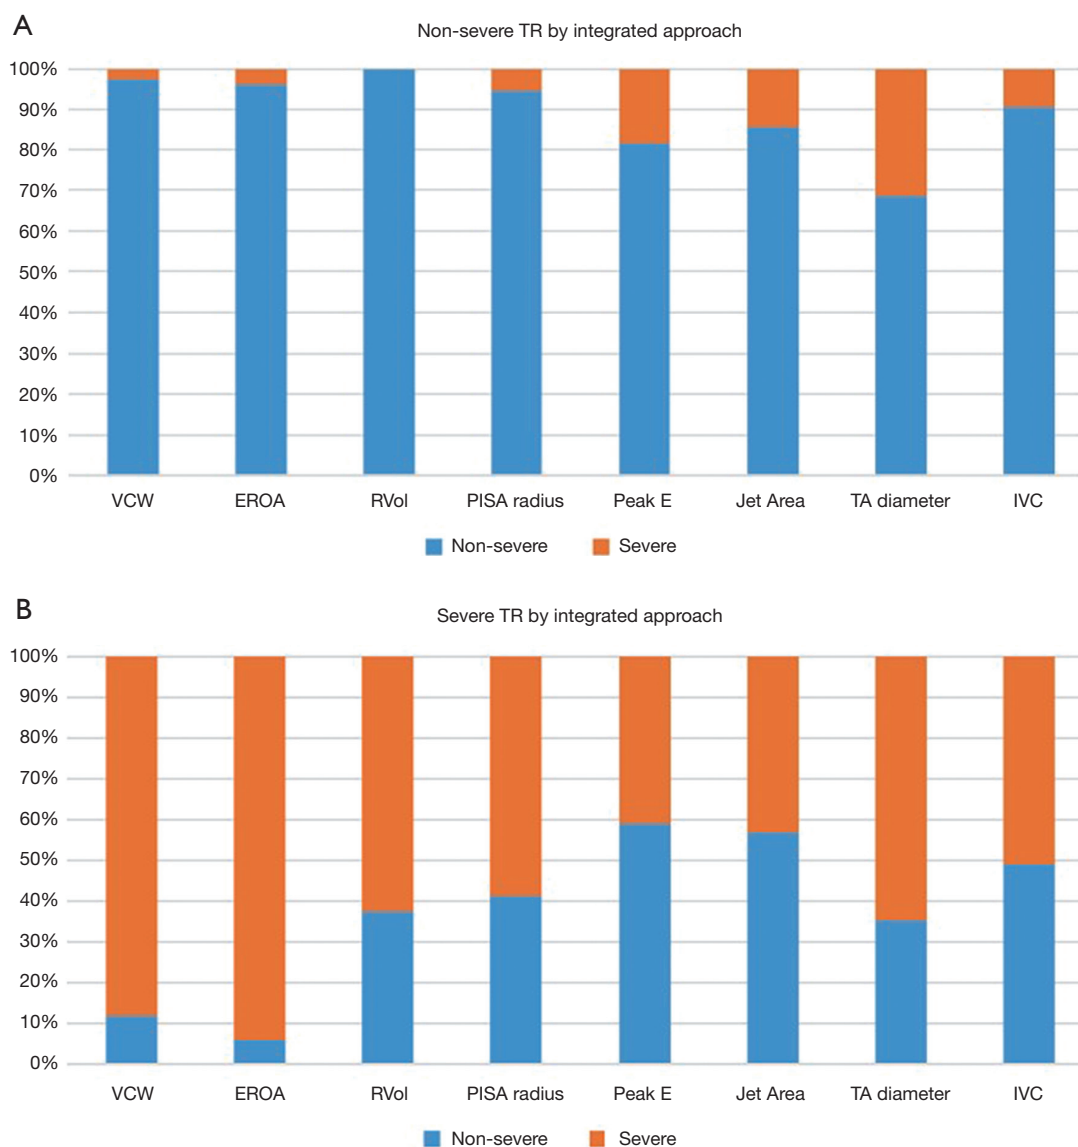 A
Non-severe TR by integrated approach
100%
90%
80%
70%
60%
50%
40%
30%
20%
10%
0%
VCW EROA RVol PISA radius Peak E Jet Area TA diameter IVC
Non-severe Severe
B
Severe TR by integrated approach
100%
90%
80%
70%
60%
50%
40%
30%
20%
10%
0%
VCW EROA RVol PISA radius Peak E Jet Area TA diameter IVC
Non-severe Severe